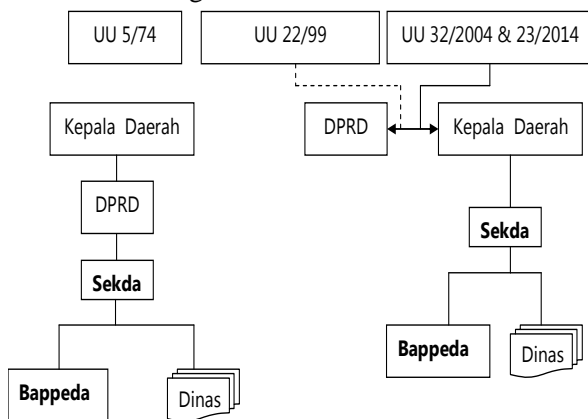 UU 5/74
UU 22/99
UU 32/2004 & 23/2014
Kepala Daerah
DPRD
Sekda
Bappeda
Dinas
DPRD
Kepala Daerah
Sekda
Bappeda
Dinas